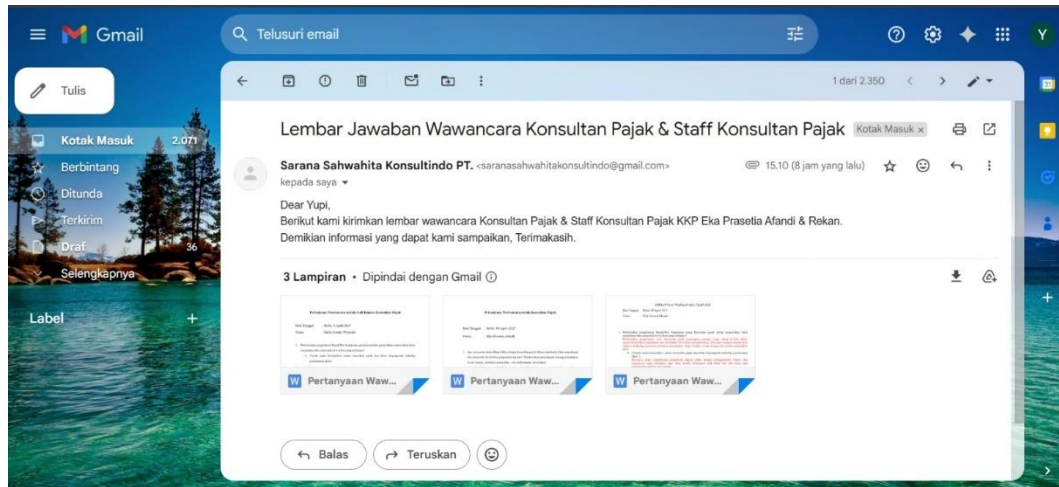 Gmail
Telusuri email
Y
Tulis
1 dari 2.350
31
Kotak Masuk 2.071
Berbintang
Ditunda
Terkirim
Draf 36
Selengkapnya
Label
Lembar Jawaban Wawancara Konsultan Pajak & Staff Konsultan Pajak
Kotak Masuk x
Sarana Sahwahita Konsultindo PT. <saranasahwahitakonsultindo@gmail.com>
15.10 (8 jam yang lalu)
kepada saya
Dear Yupi,
Berikut kami kirimkan lembar wawancara Konsultan Pajak & Staff Konsultan Pajak KKP Eka Prasetia Afandi & Rekan.
Demikian informasi yang dapat kami sampaikan, Terimakasih.
3 Lampiran • Dipindai dengan Gmail
W Pertanyaan Waw...
W Pertanyaan Waw...
W Pertanyaan Waw...
Balas
Teruskan